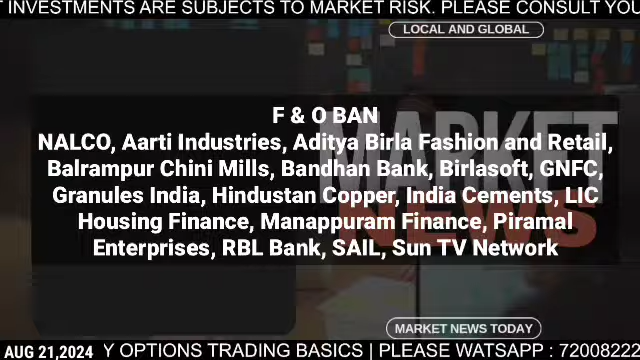 T INVESTMENTS ARE SUBJECTS TO MARKET RISK. PLEASE CONSULT YOU
LOCAL AND GLOBAL
MARKET
NEWS
F & O BAN
NALCO, Aarti Industries, Aditya Birla Fashion and Retail,
Balrampur Chini Mills, Bandhan Bank, Birlasoft, GNFC,
Granules India, Hindustan Copper, India Cements, LIC
Housing Finance, Manappuram Finance, Piramal
Enterprises, RBL Bank, SAIL, Sun TV Network
MARKET NEWS TODAY
AUG 21,2024
Y OPTIONS TRADING BASICS | PLEASE WATSAPP : 72008222